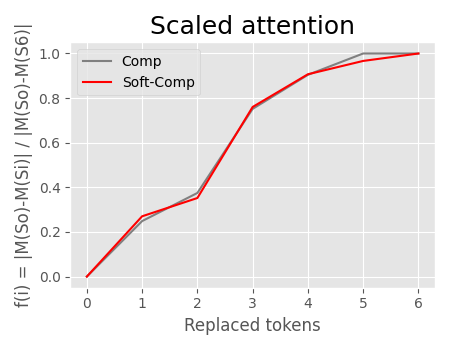 Scaled attention
f(i) = |M(So)-M(Si)| / |M(So)-M(S6)|
1.0
0.8
0.6
0.4
0.2
0.0
Comp
Soft-Comp
0 1 2 3 4 5 6
Replaced tokens